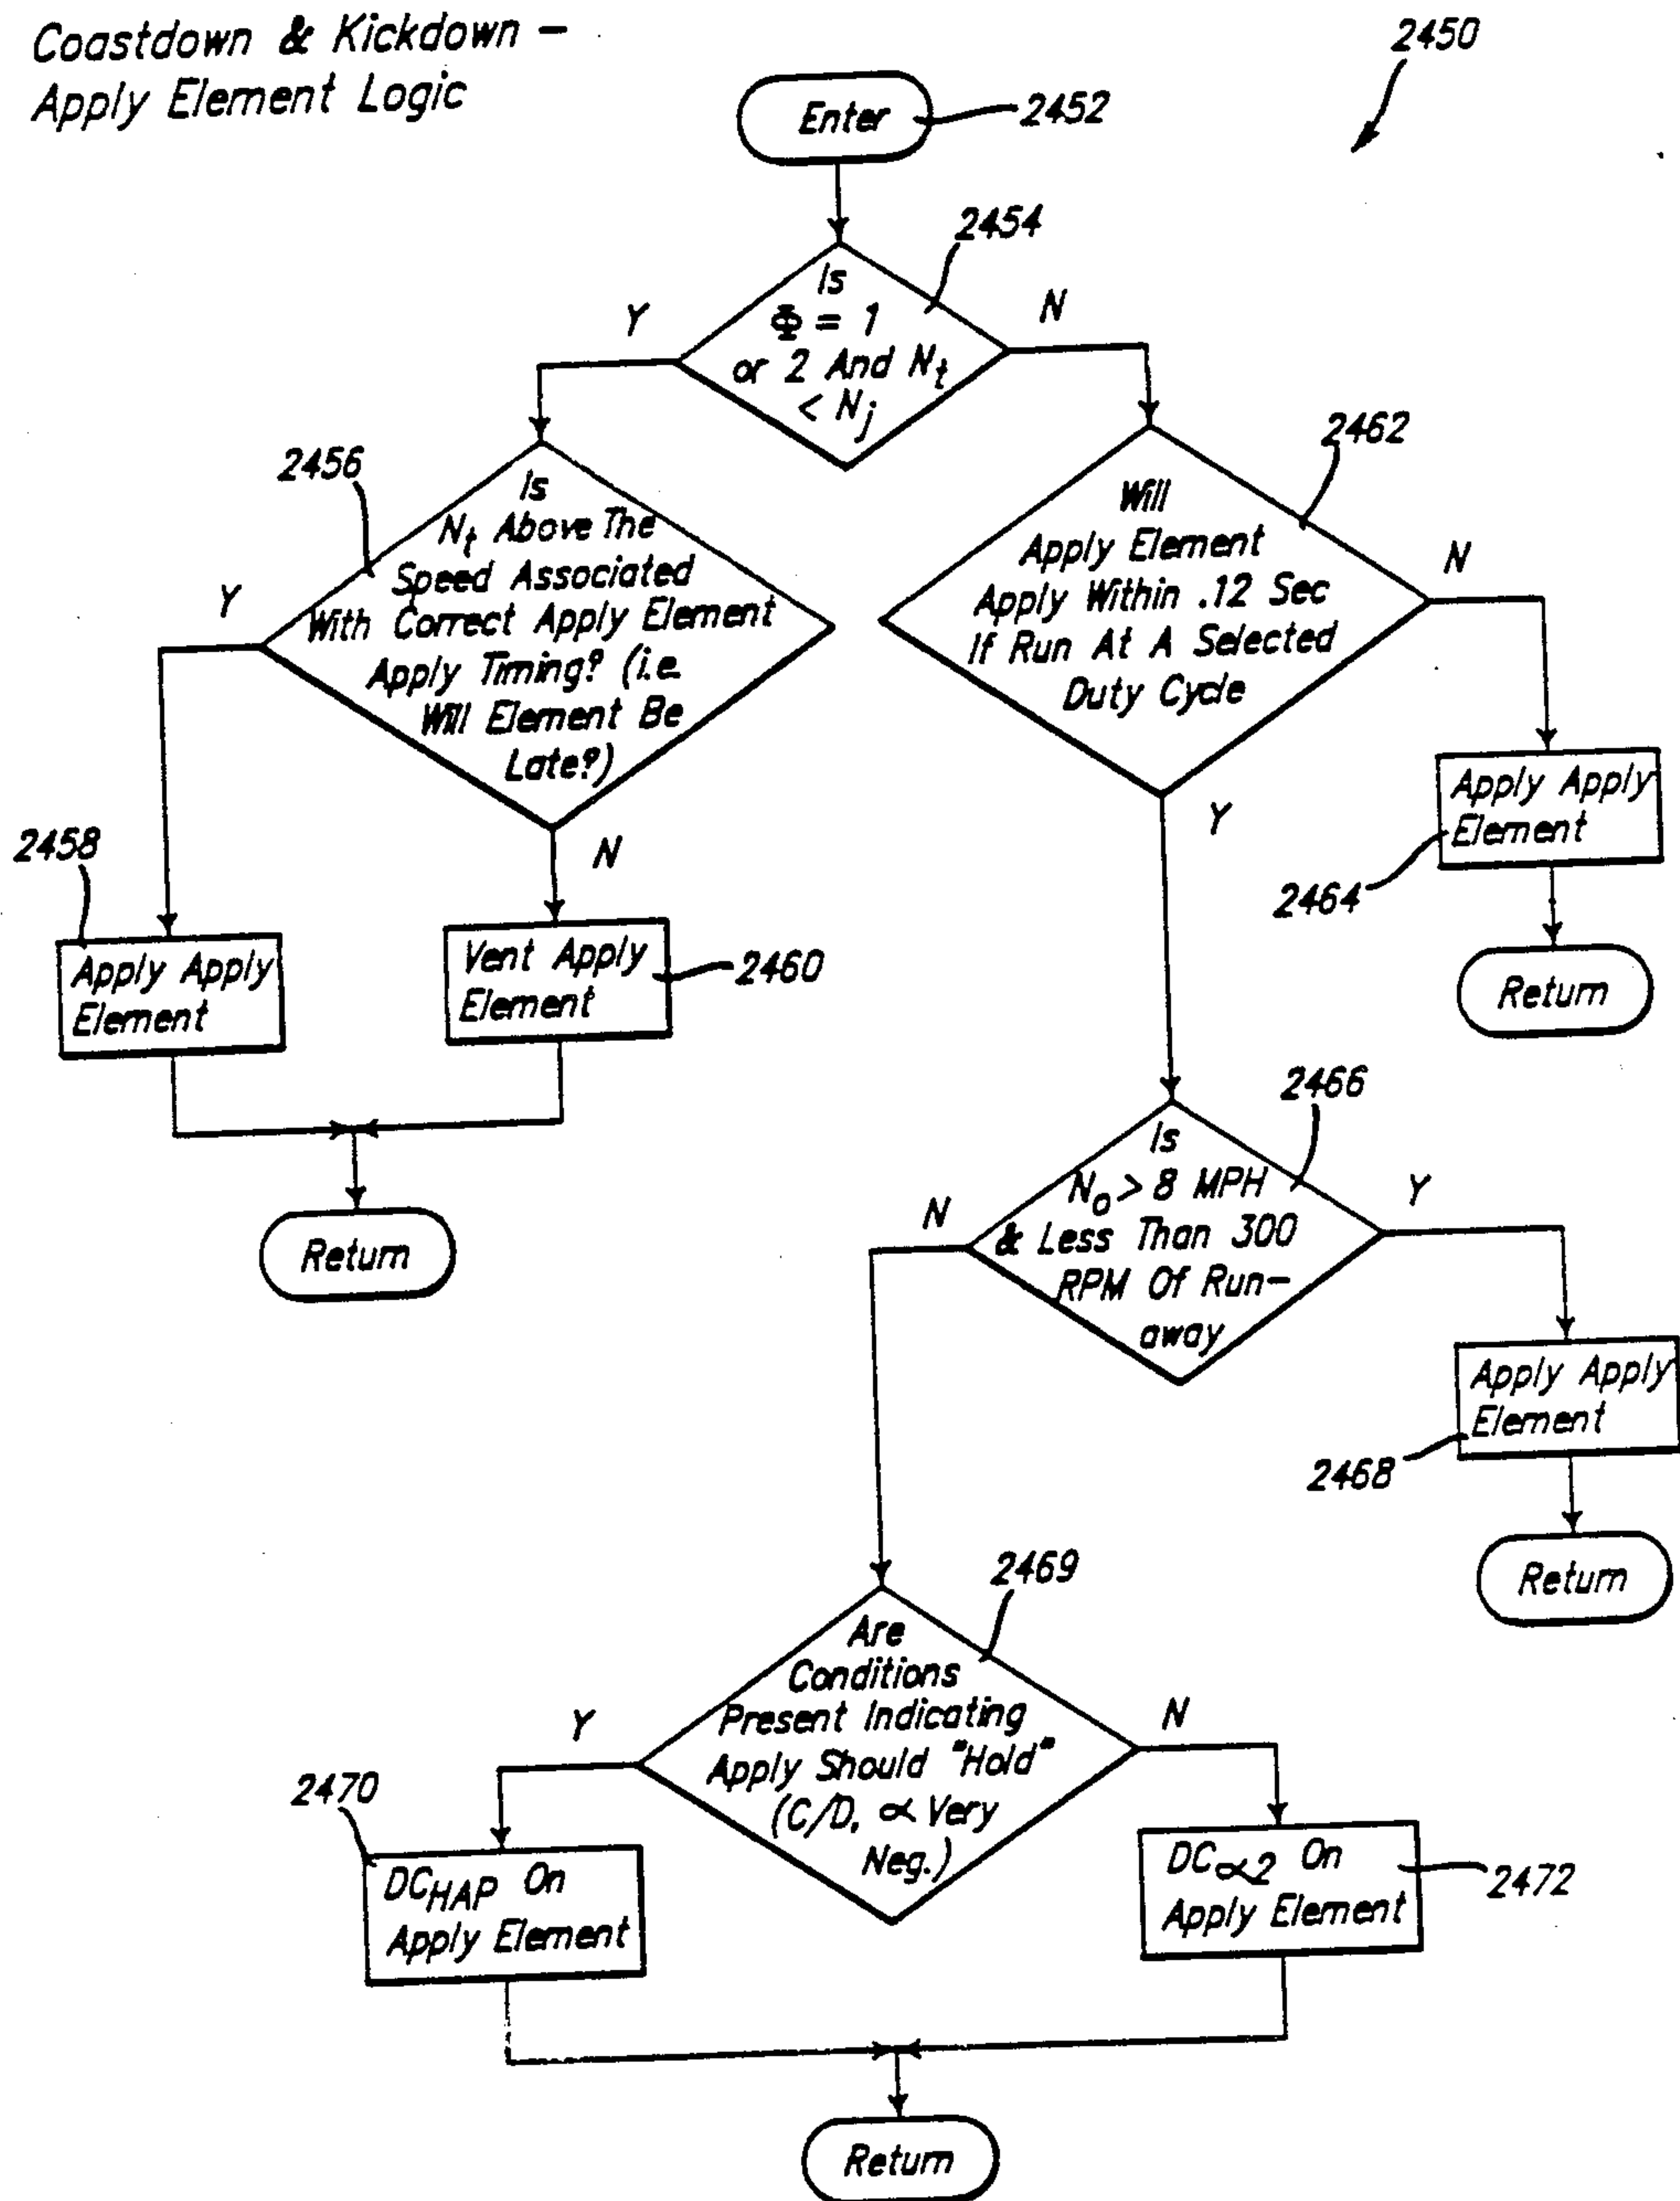 Coastdown & Kickdown –
Apply Element Logic
2450
Enter
2452
2454
Is
Φ = 1
or 2 And Nt
< Nj
Y
N
2456
Is
Nt Above The
Speed Associated
With Correct Apply Element
Apply Timing? (i.e.
Will Element Be
Late?)
Y
N
2462
Will
Apply Element
Apply Within .12 Sec
If Run At A Selected
Duty Cycle
N
Y
2458
Apply Apply
Element
Vent Apply
Element
2460
Return
Apply Apply
Element
2464
Return
2466
Is
No > 8 MPH
& Less Than 300
RPM Of Run–
away
N
Y
Apply Apply
Element
2468
Return
2469
Are
Conditions
Present Indicating
Apply Should "Hold"
(C/D, ∝ Very
Neg.)
Y
N
2470
DCHAP On
Apply Element
DC∝2 On
Apply Element
2472
Return